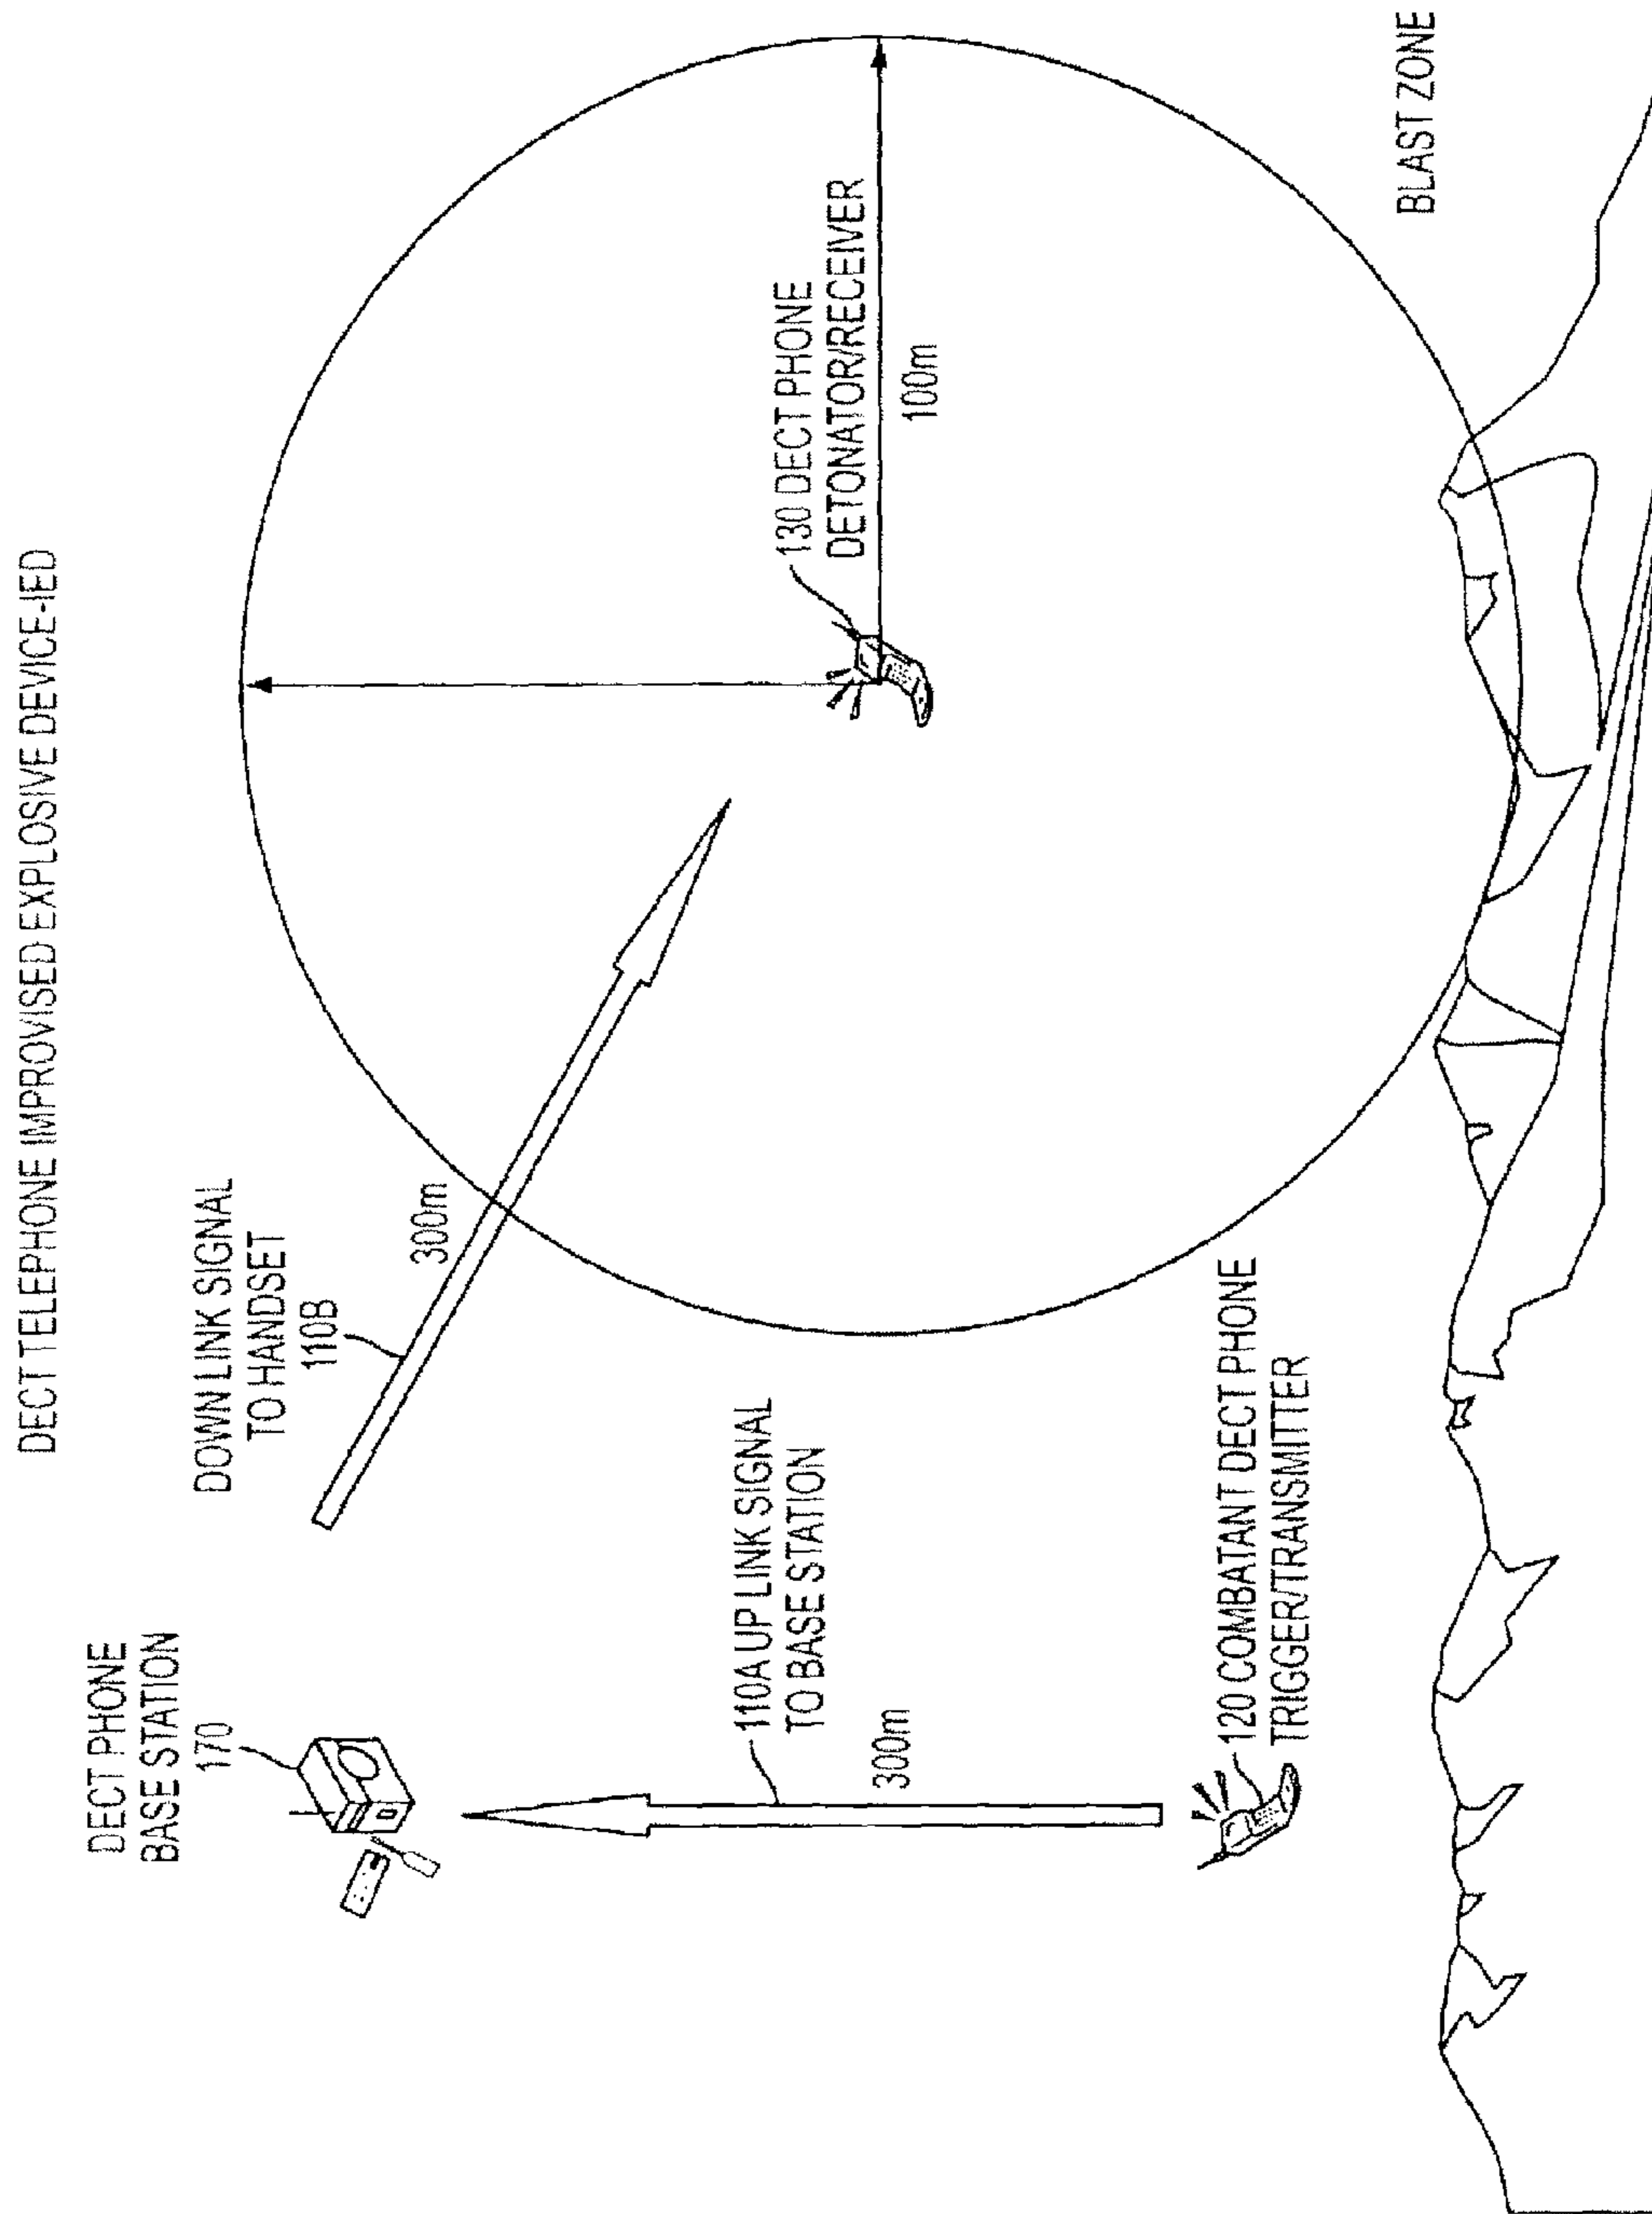 DECT TELEPHONE IMPROVISED EXPLOSIVE DEVICE-IED
DECT PHONE
BASE STATION
170
DOWN LINK SIGNAL
TO HANDSET
110B
300m
110A UP LINK SIGNAL
TO BASE STATION
300m
130 DECT PHONE
DETONATOR/RECEIVER
100m
120 COMBATANT DECT PHONE
TRIGGER/TRANSMITTER
BLAST ZONE